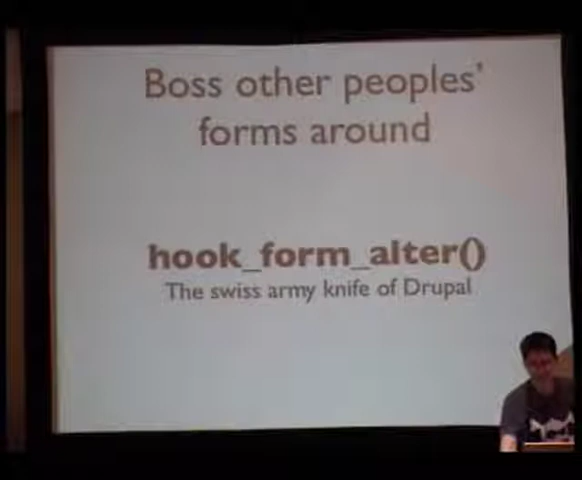 Boss other peoples'
forms around
hook_form_alter()
The swiss army knife of Drupal